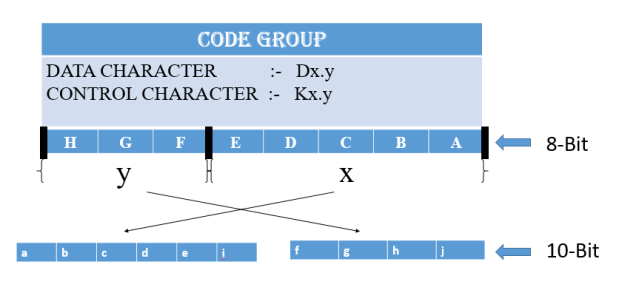 CODE GROUP
DATA CHARACTER :- Dx.y
CONTROL CHARACTER :- Kx.y
H G F E D C B A 8-Bit
y x
a b c d e i f g h j 10-Bit